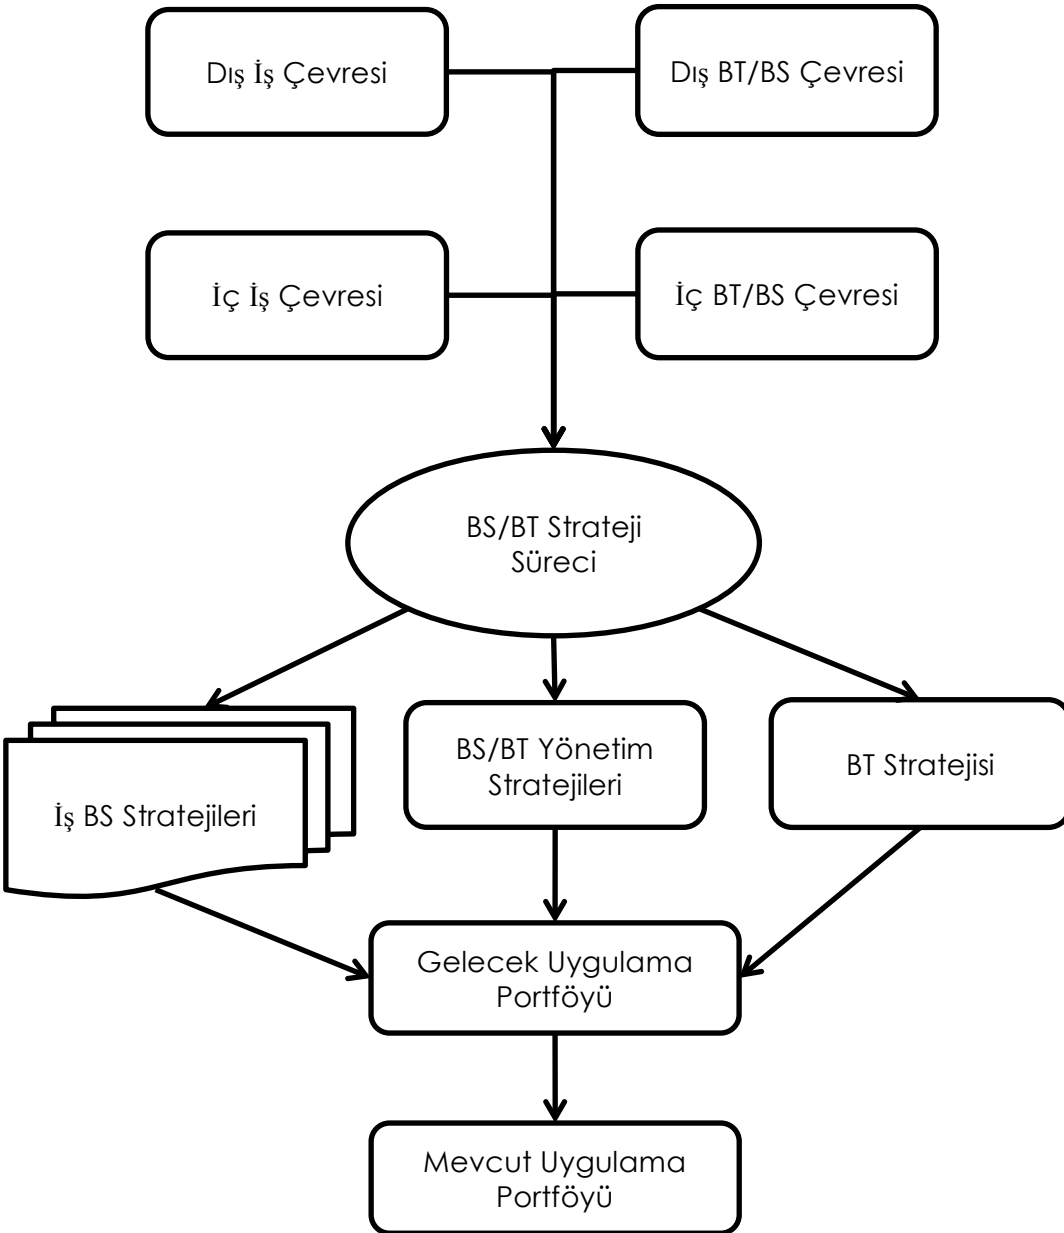 Dış İş Çevresi
Dış BT/BS Çevresi
İç İş Çevresi
İç BT/BS Çevresi
BS/BT Strateji
Süreci
İş BS Stratejileri
BS/BT Yönetim
Stratejileri
BT Stratejisi
Gelecek Uygulama
Portföyü
Mevcut Uygulama
Portföyü